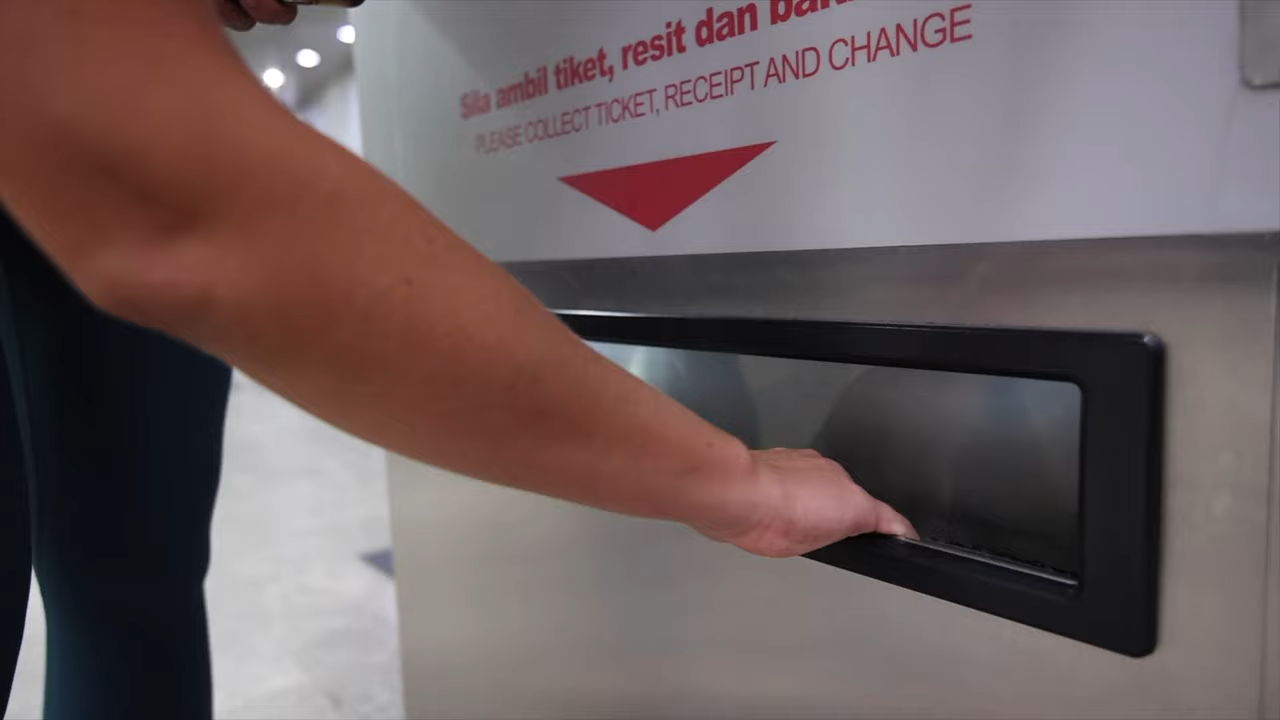 Sila ambil tiket, resit dan
PLEASE COLLECT TICKET, RECEIPT AND CHANGE